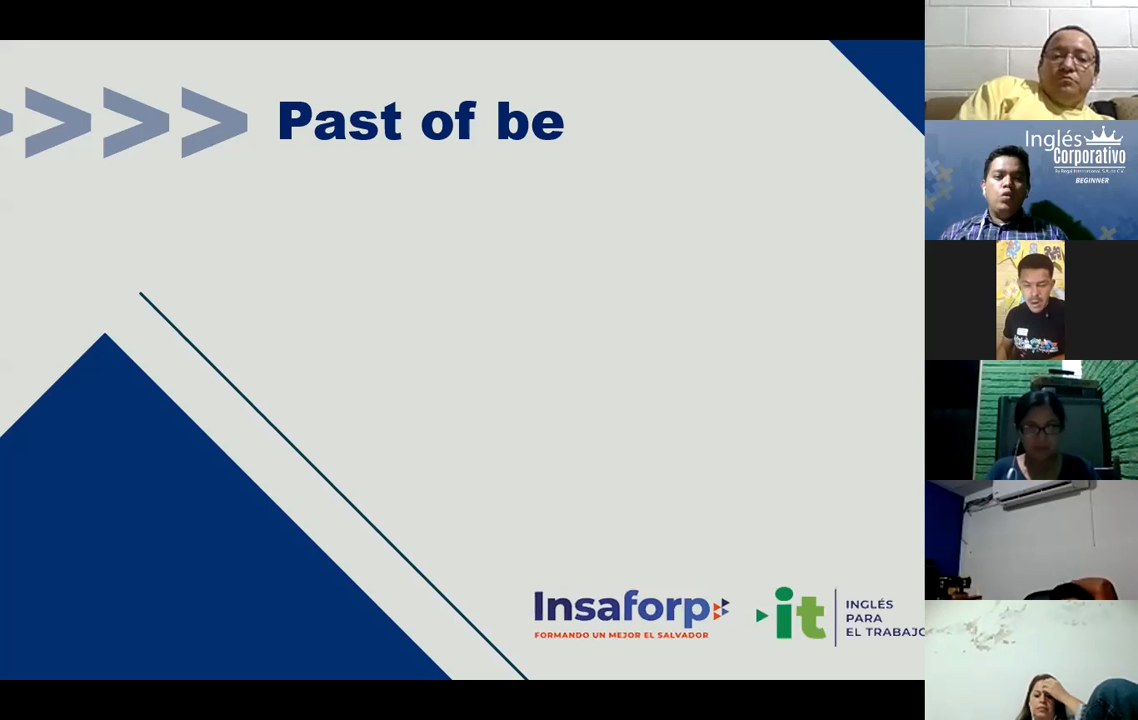 Past of be
Insaforp
FORMANDO UN MEJOR EL SALVADOR
it
INGLÉS
PARA
EL TRABAJO
Inglés
Corporativo
BEGINNER